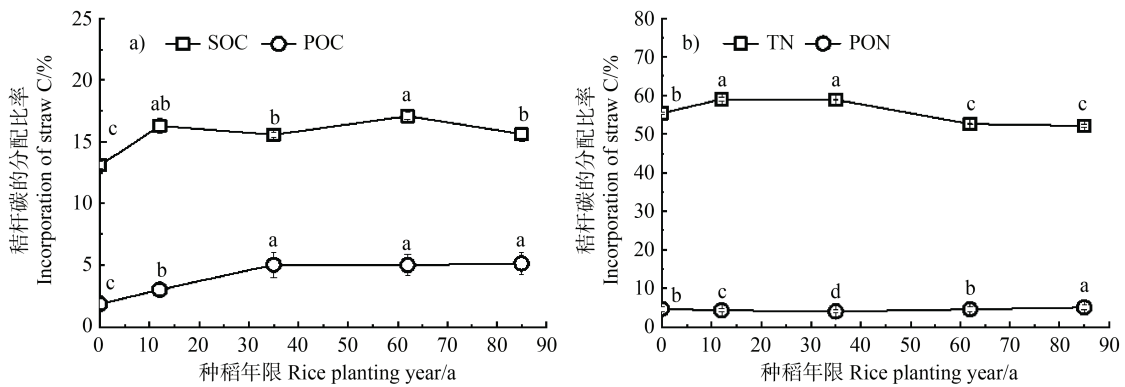 a) SOC POC
秸秆碳的分配比率
Incorporation of straw C/%
25
20
15
10
5
0
c
ab
b
a
b
c
b
a
a
a
0 10 20 30 40 50 60 70 80 90
种稻年限 Rice planting year/a
b) TN PON
秸杆碳的分配比率
Incorporation of straw C/%
80
70
60
50
40
30
20
10
0
b
a
a
c
c
b
c
d
b
a
0 10 20 30 40 50 60 70 80 90
种稻年限 Rice planting year/a